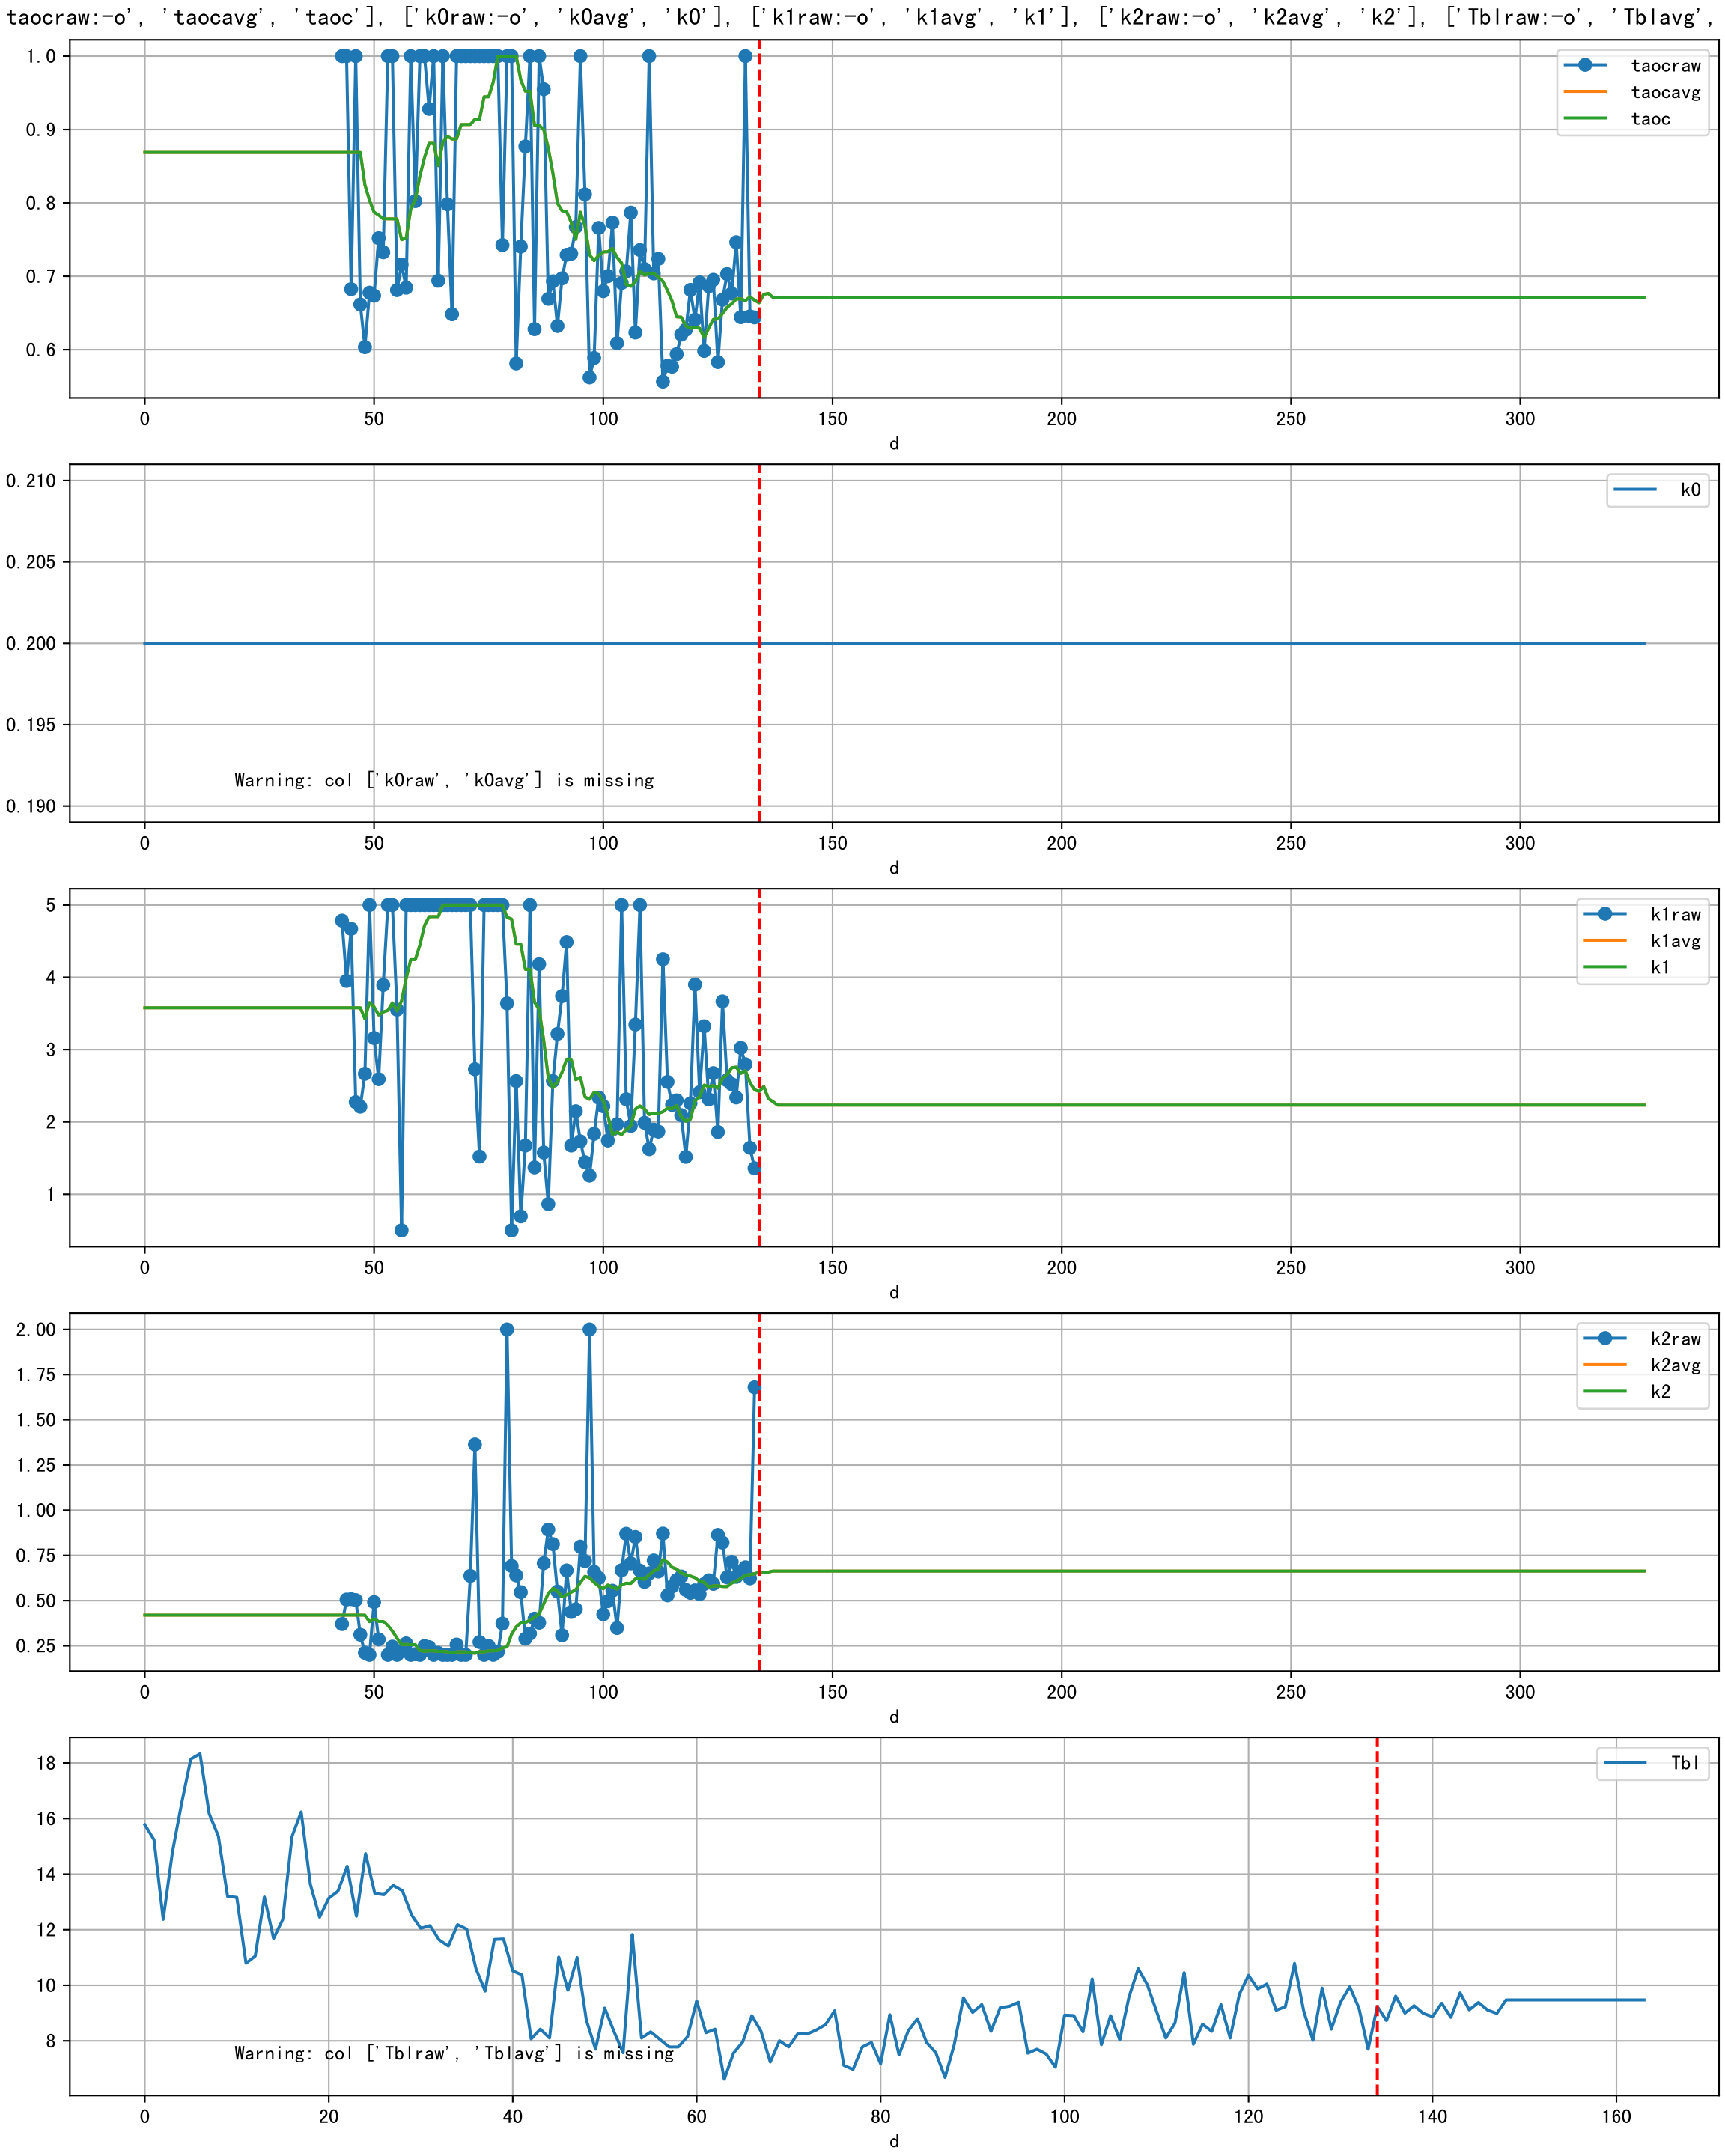 taocraw:-o', 'taocavg', 'taoc'], ['k0raw:-o', 'k0avg', 'k0'], ['k1raw:-o', 'k1avg', 'k1'], ['k2raw:-o', 'k2avg', 'k2'], ['Tblraw:-o', 'Tblavg',
1.0
0.9
0.8
0.7
0.6
taocraw
taocavg
taoc
0 50 100 150 200 250 300
d
0.210
0.205
0.200
0.195
0.190
k0
Warning: col ['k0raw', 'k0avg'] is missing
0 50 100 150 200 250 300
d
5
4
3
2
1
k1raw
k1avg
k1
0 50 100 150 200 250 300
d
2.00
1.75
1.50
1.25
1.00
0.75
0.50
0.25
k2raw
k2avg
k2
0 50 100 150 200 250 300
d
18
16
14
12
10
8
Tbl
Warning: col ['Tblraw', 'Tblavg'] is missing
0 20 40 60 80 100 120 140 160
d